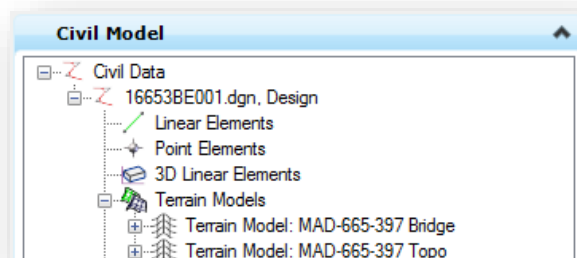 Civil Model
Civil Data
16653BE001.dgn, Design
Linear Elements
Point Elements
3D Linear Elements
Terrain Models
Terrain Model: MAD-665-397 Bridge
Terrain Model: MAD-665-397 Topo